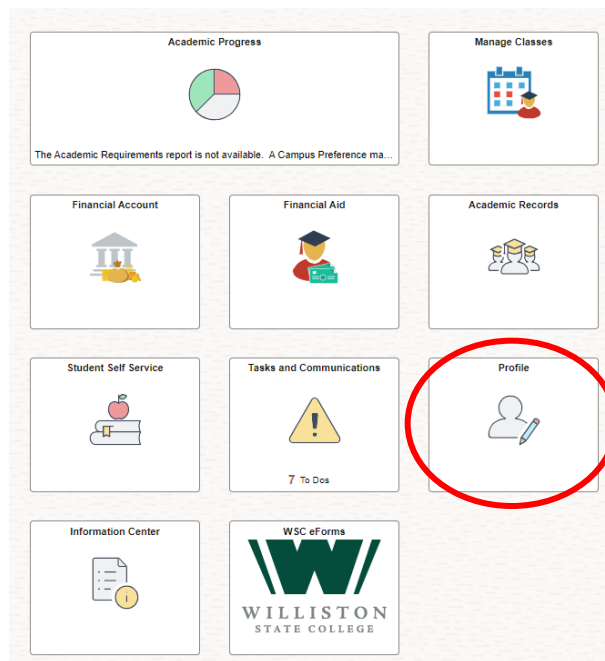 Academic Progress
The Academic Requirements report is not available. A Campus Preference ma...
Manage Classes
Financial Account
Financial Aid
Academic Records
Student Self Service
Tasks and Communications
7 To Dos
Profile
Information Center
WSC eForms
WILLISTON
STATE COLLEGE